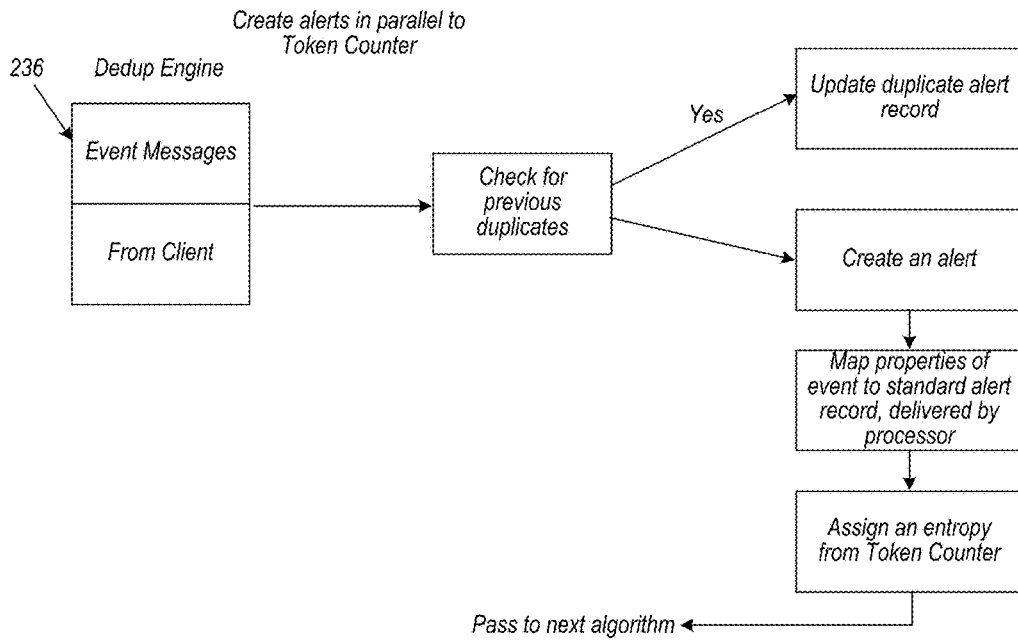 Create alerts in parallel to
Token Counter
236
Dedup Engine
Event Messages
From Client
Check for
previous
duplicates
Yes
Update duplicate alert
record
Create an alert
Map properties of
event to standard alert
record, delivered by
processor
Assign an entropy
from Token Counter
Pass to next algorithm